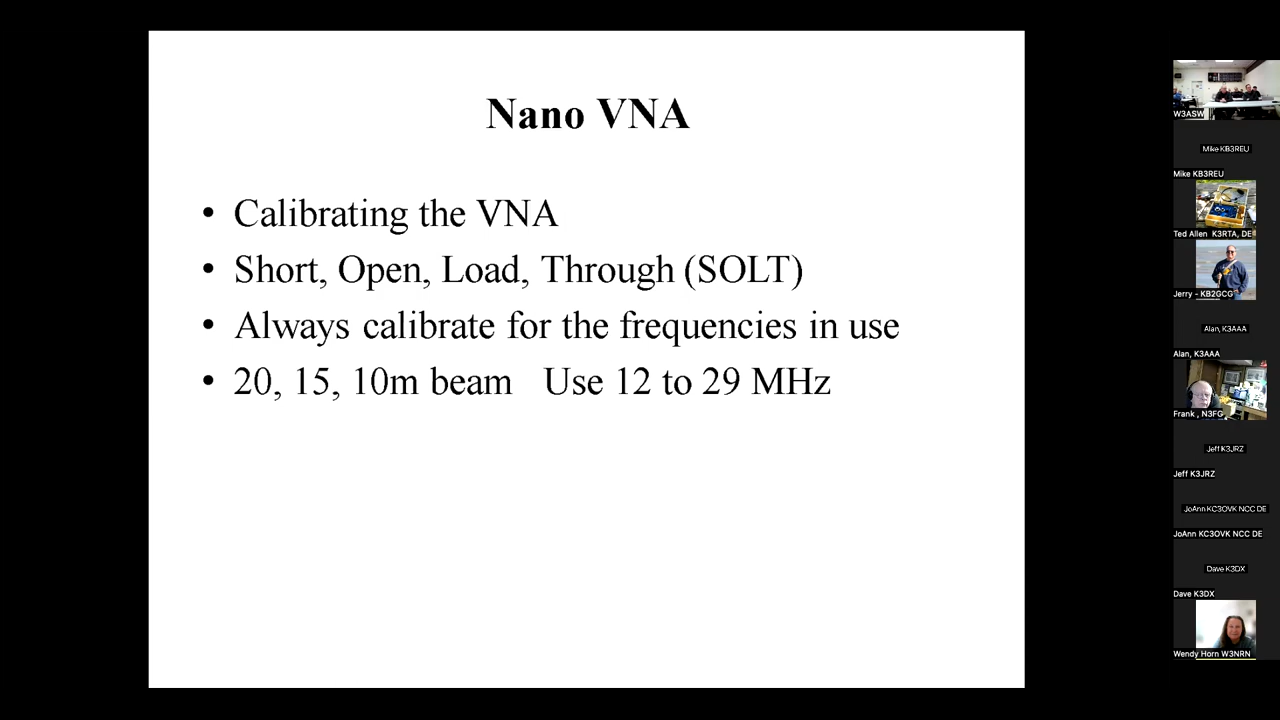 Nano VNA
• Calibrating the VNA
• Short, Open, Load, Through (SOLT)
• Always calibrate for the frequencies in use
• 20, 15, 10m beam Use 12 to 29 MHz
W3ASW
Mike KB3REU
Mike KB3REU
Ted Allen K3RTA, DE
Jerry - KB2GCG
Alan, K3AAA
Alan, K3AAA
Frank , N3FG
Jeff K3JRZ
Jeff K3JRZ
JoAnn KC3OVK NCC DE
JoAnn KC3OVK NCC DE
Dave K3DX
Dave K3DX
Wendy Horn W3NRN